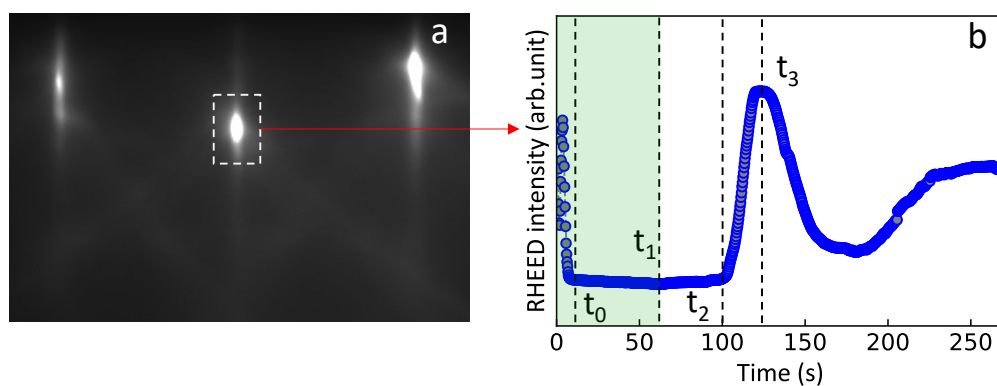 a
b
RHEED intensity (arb.unit)
t₀
t₁
t₂
t₃
0 50 100 150 200 250
Time (s)